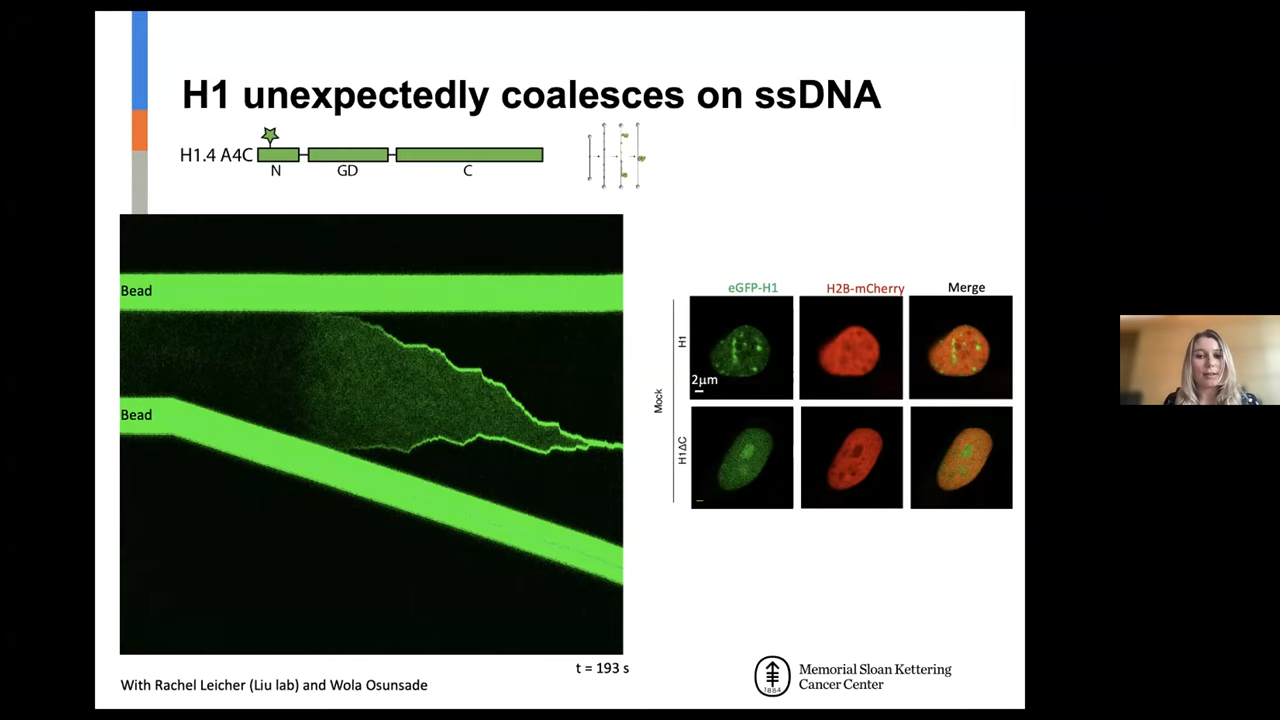 H1 unexpectedly coalesces on ssDNA
H1.4 A4C
N
GD
C
Bead
Bead
t = 193 s
eGFP-H1
H2B-mCherry
Merge
Mock
H1
2μm
H1ΔC
With Rachel Leicher (Liu lab) and Wola Osunsade
1884
Memorial Sloan Kettering
Cancer Center